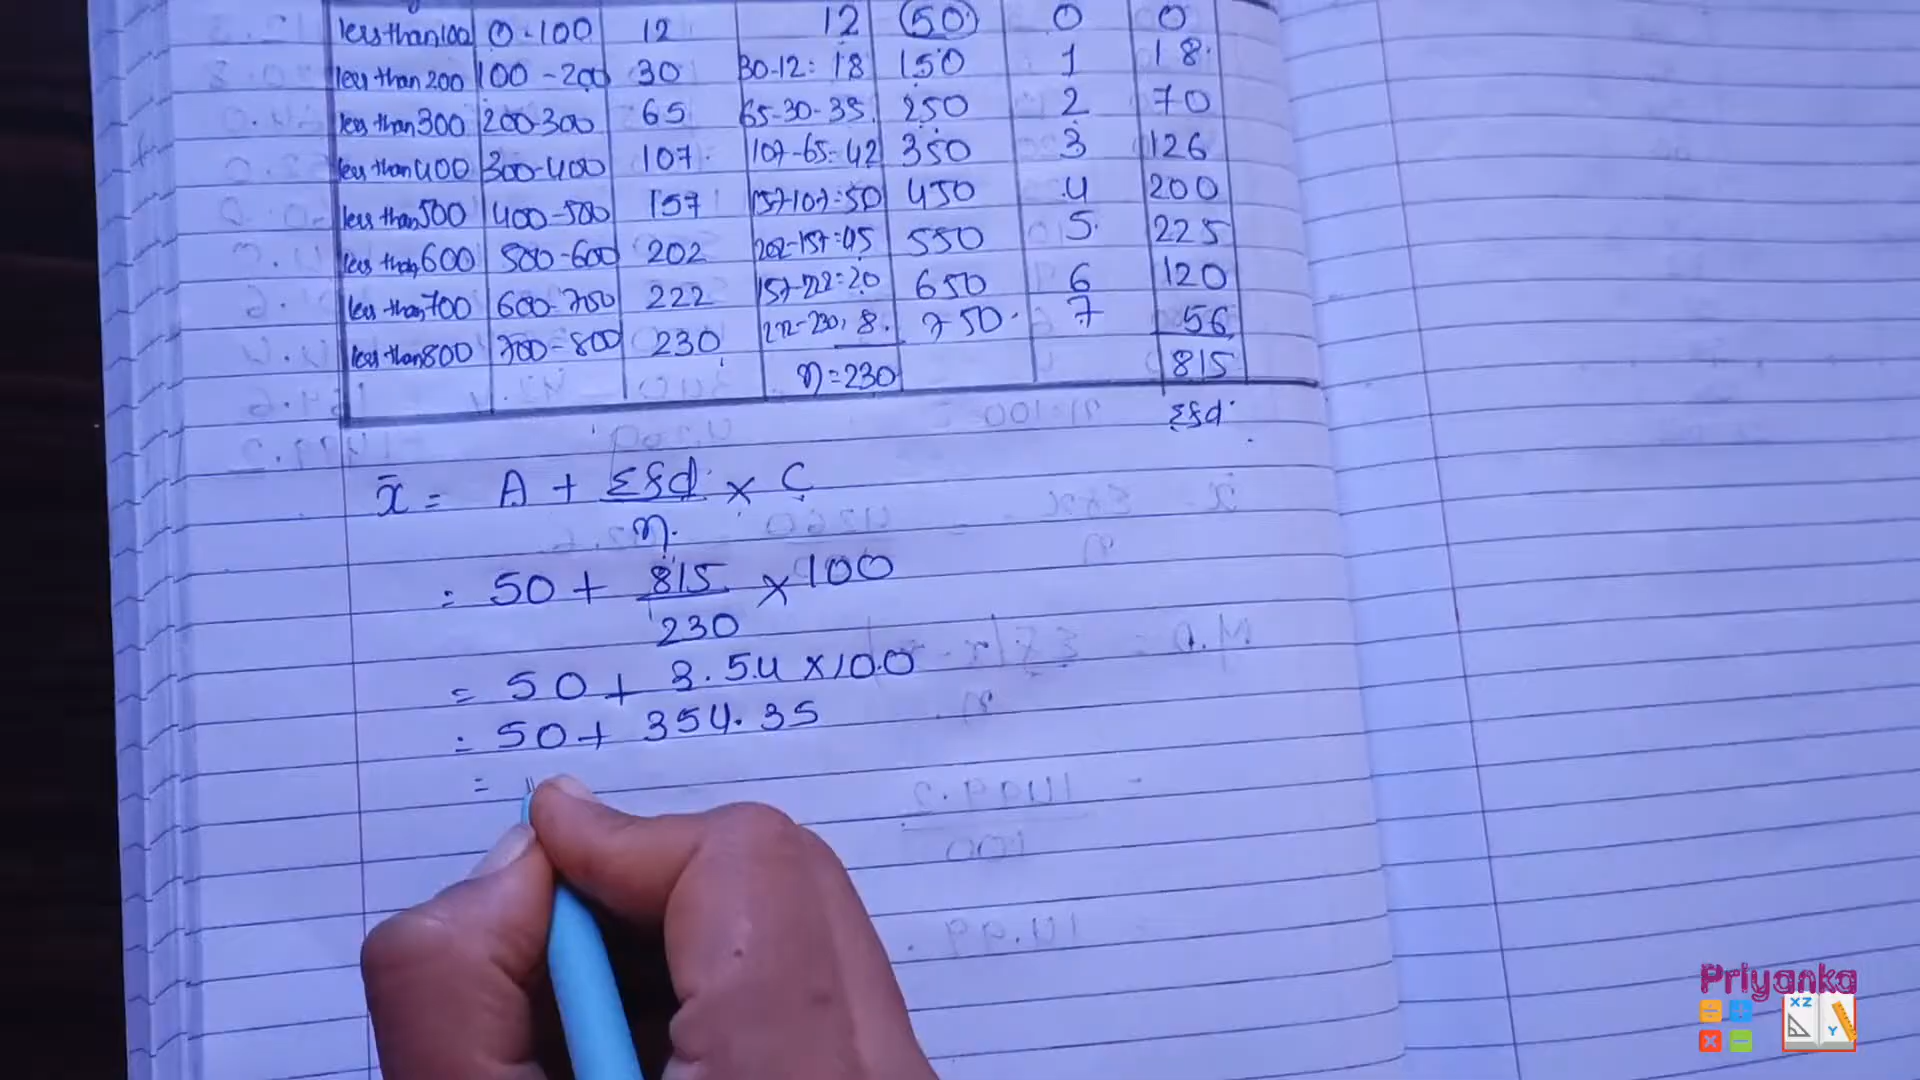 less than 100 0-100 12 12 50 0 0
less than 200 100-200 30 30-12: 18 150 1 18
less than 300 200-300 65 65-30-35 250 2 70
less than 400 300-400 107 107-65-42 350 3 126
less than 500 400-500 157 157-107=50 450 4 200
less than 600 500-600 202 202-157=45 550 5 225
less than 700 600-700 222 157-222=20 650 6 120
less than 800 700-800 230 222-230, 8. 750 7 56
n=230 815
Σfd
x̄ = A + Σfd × C
n
= 50 + 815 × 100
230
= 50 + 3.54 × 100
= 50 + 354.35
=
Priyanka
XZ
Y